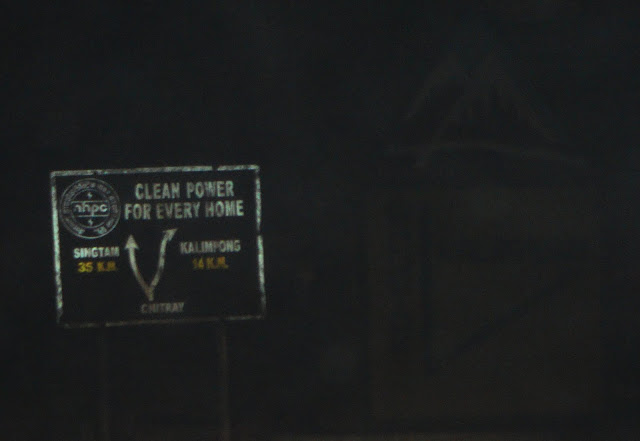 CLEAN POWER
FOR EVERY HOME
nhpc
SINGTAM
35 K.M.
KALIMPONG
14 K.M.
CHITRAY